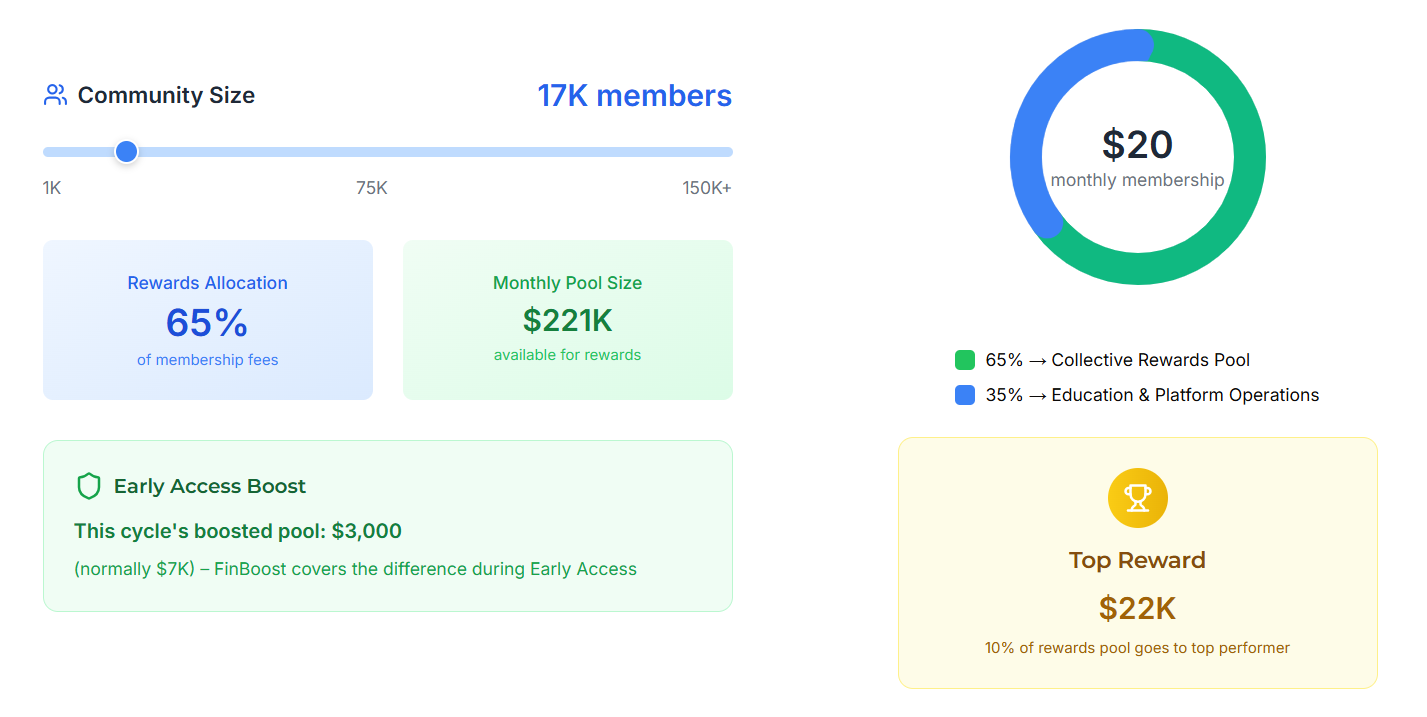 Community Size
17K members
1K
75K
150K+
Rewards Allocation
65%
of membership fees
Monthly Pool Size
$221K
available for rewards
Early Access Boost
This cycle's boosted pool: $3,000
(normally $7K) – FinBoost covers the difference during Early Access
$20
monthly membership
65% → Collective Rewards Pool
35% → Education & Platform Operations
Top Reward
$22K
10% of rewards pool goes to top performer